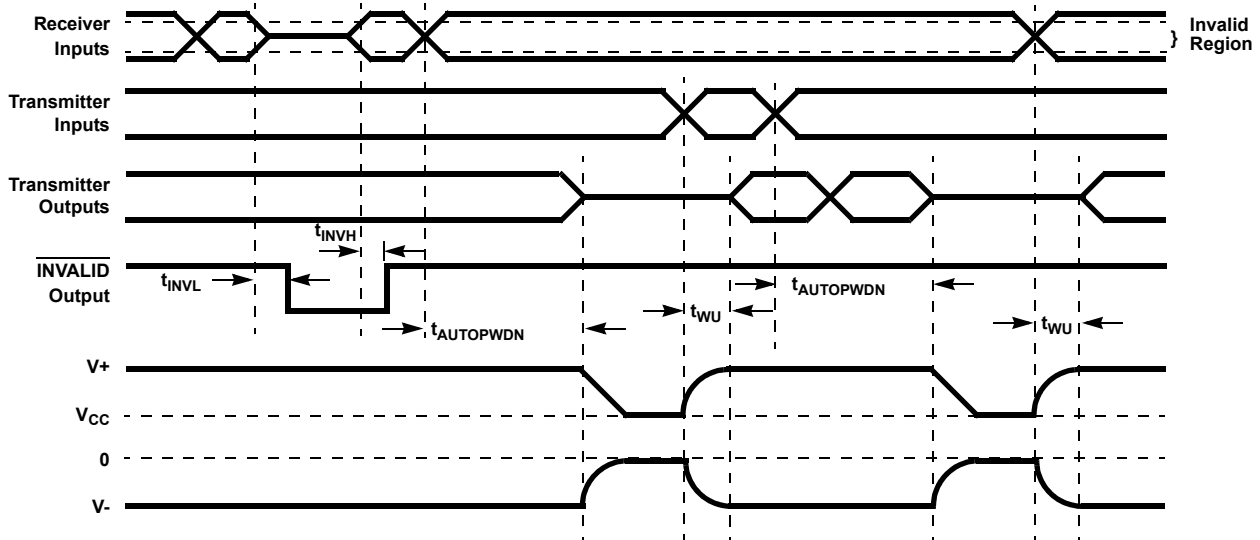 Receiver
Inputs
} Invalid
Region
Transmitter
Inputs
Transmitter
Outputs
tINVH
INVALID
Output
tINVL
tAUTOPWDN
tWU
tAUTOPWDN
tWU
V+
VCC
0
V-